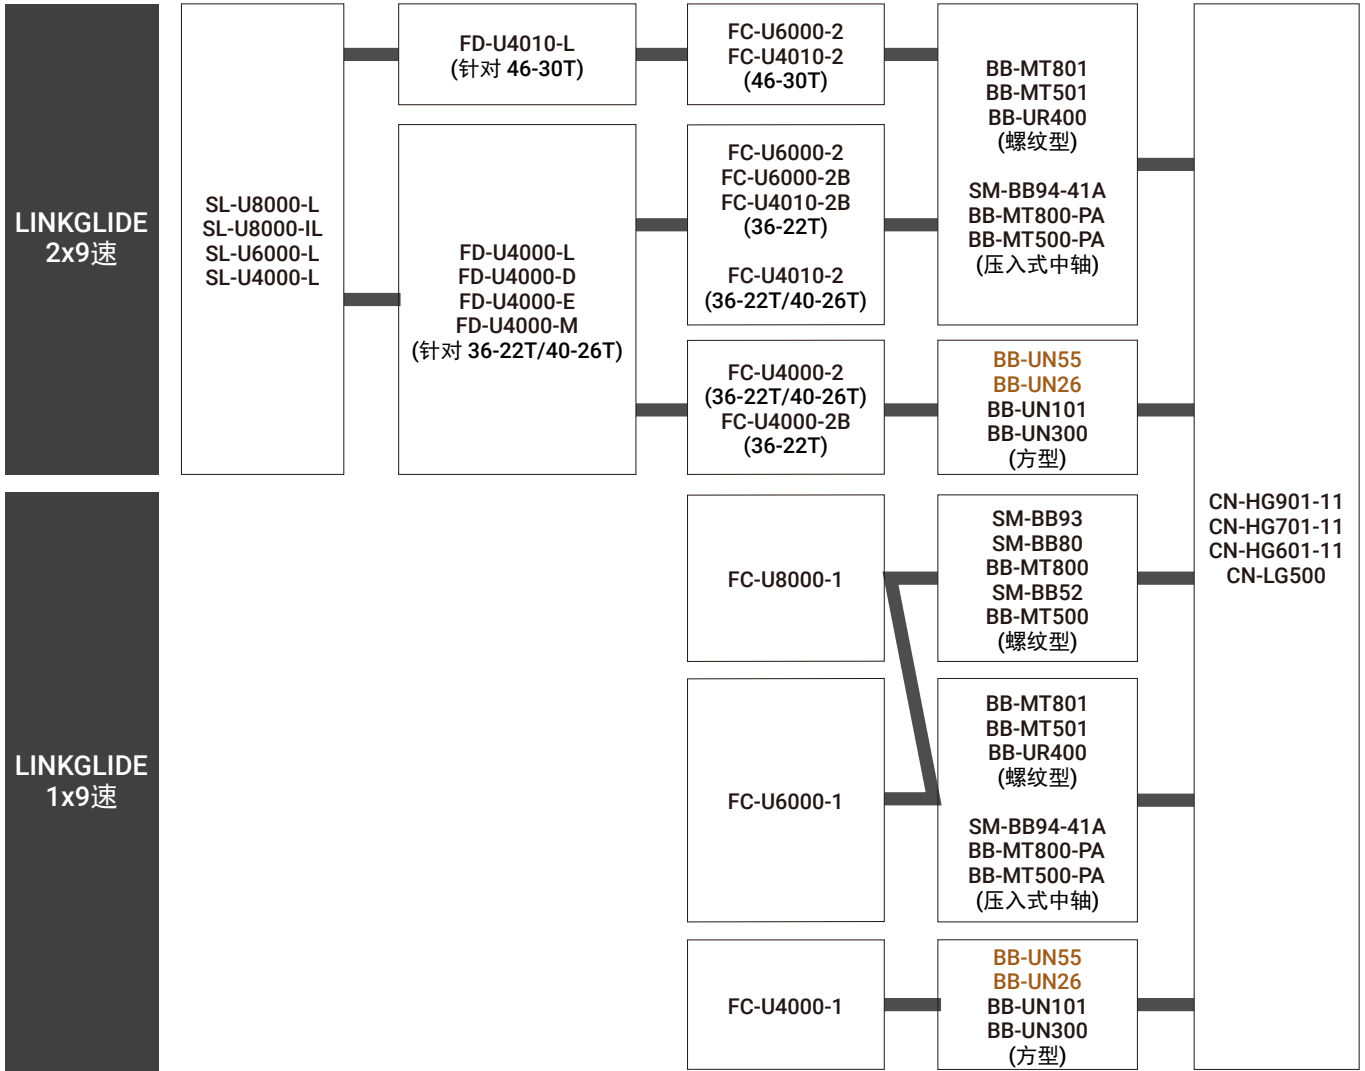 LINKGLIDE
2x9速
SL-U8000-L
SL-U8000-IL
SL-U6000-L
SL-U4000-L
FD-U4010-L
(针对 46-30T)
FD-U4000-L
FD-U4000-D
FD-U4000-E
FD-U4000-M
(针对 36-22T/40-26T)
FC-U6000-2
FC-U4010-2
(46-30T)
FC-U6000-2
FC-U6000-2B
FC-U4010-2B
(36-22T)
FC-U4010-2
(36-22T/40-26T)
FC-U4000-2
(36-22T/40-26T)
FC-U4000-2B
(36-22T)
BB-MT801
BB-MT501
BB-UR400
(螺纹型)
SM-BB94-41A
BB-MT800-PA
BB-MT500-PA
(压入式中轴)
BB-UN55
BB-UN26
BB-UN101
BB-UN300
(方型)
LINKGLIDE
1x9速
FC-U8000-1
FC-U6000-1
FC-U4000-1
SM-BB93
SM-BB80
BB-MT800
SM-BB52
BB-MT500
(螺纹型)
BB-MT801
BB-MT501
BB-UR400
(螺纹型)
SM-BB94-41A
BB-MT800-PA
BB-MT500-PA
(压入式中轴)
BB-UN55
BB-UN26
BB-UN101
BB-UN300
(方型)
CN-HG901-11
CN-HG701-11
CN-HG601-11
CN-LG500